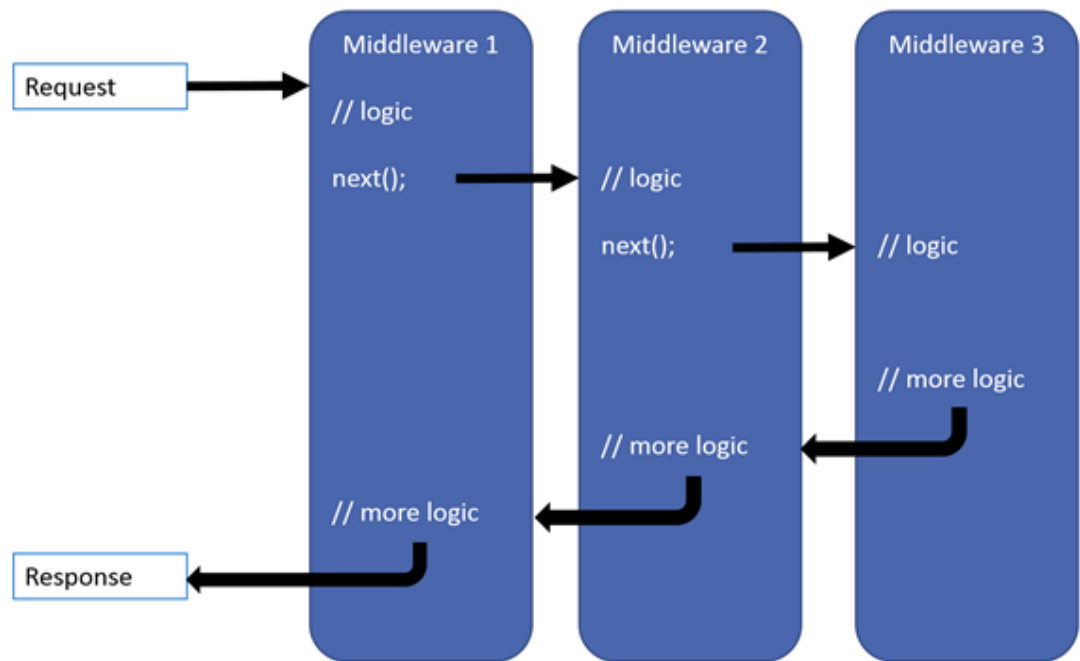 Middleware 1
Middleware 2
Middleware 3
Request
// logic
next();
// logic
next();
// logic
// more logic
// more logic
// more logic
Response